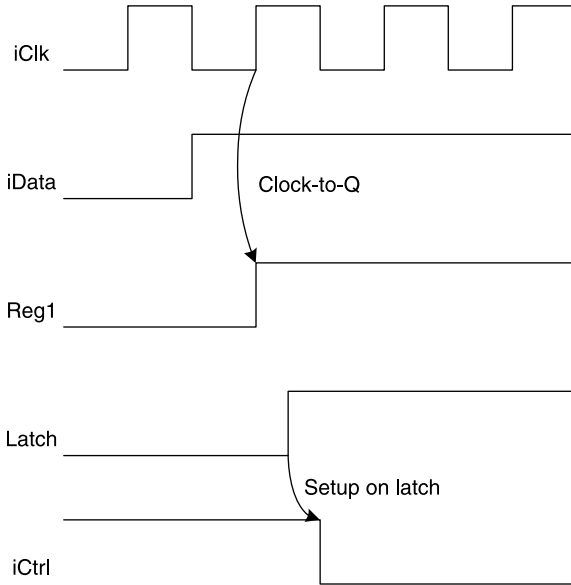 iClk
iData
Clock-to-Q
Reg1
Latch
Setup on latch
iCtrl